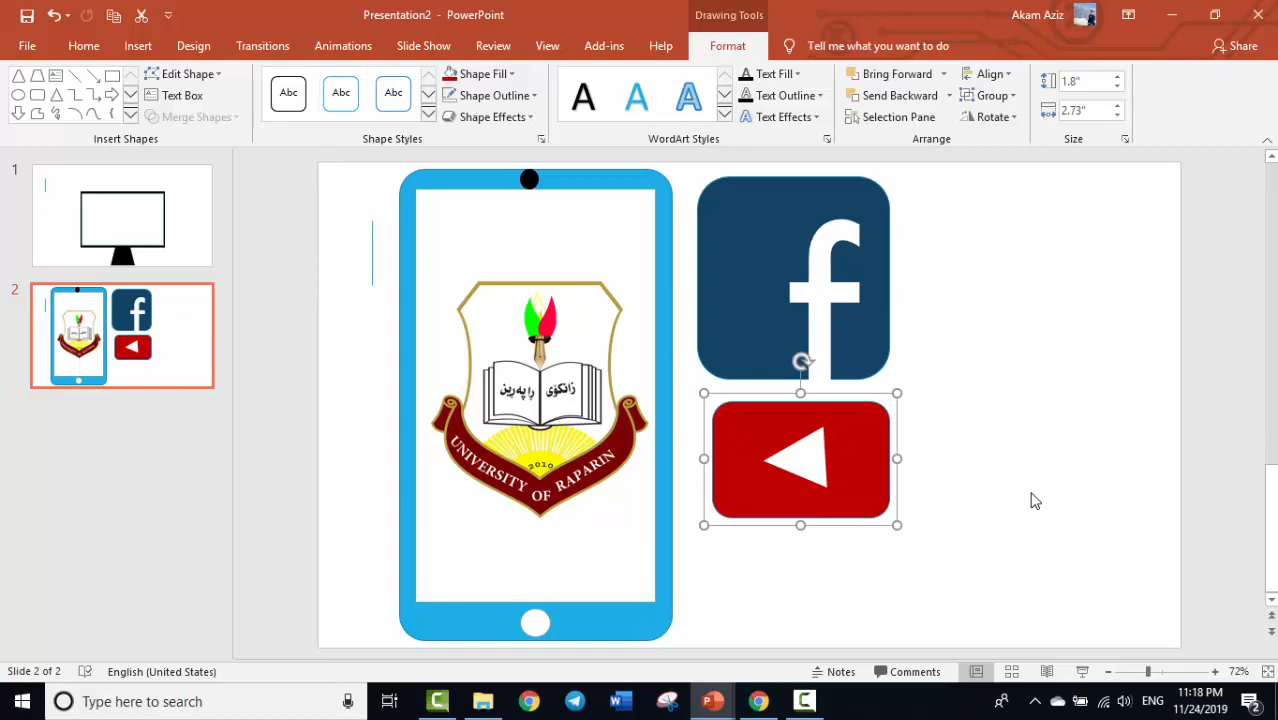 Presentation2 - PowerPoint
Drawing Tools
Akam Aziz
File
Home
Insert
Design
Transitions
Animations
Slide Show
Review
View
Add-ins
Help
Format
Tell me what you want to do
Share
Edit Shape
Text Box
Merge Shapes
Insert Shapes
Abc
Abc
Abc
Shape Fill
Shape Outline
Shape Effects
Shape Styles
A
A
A
Text Fill
Text Outline
Text Effects
WordArt Styles
Bring Forward
Send Backward
Selection Pane
Align
Group
Rotate
Arrange
1.8"
2.73"
Size
1
2
f
زانکۆی ڕاپەڕین
2010
UNIVERSITY OF RAPARIN
f
Slide 2 of 2
English (United States)
Notes
Comments
72%
Type here to search
ENG
11:18 PM
11/24/2019
2